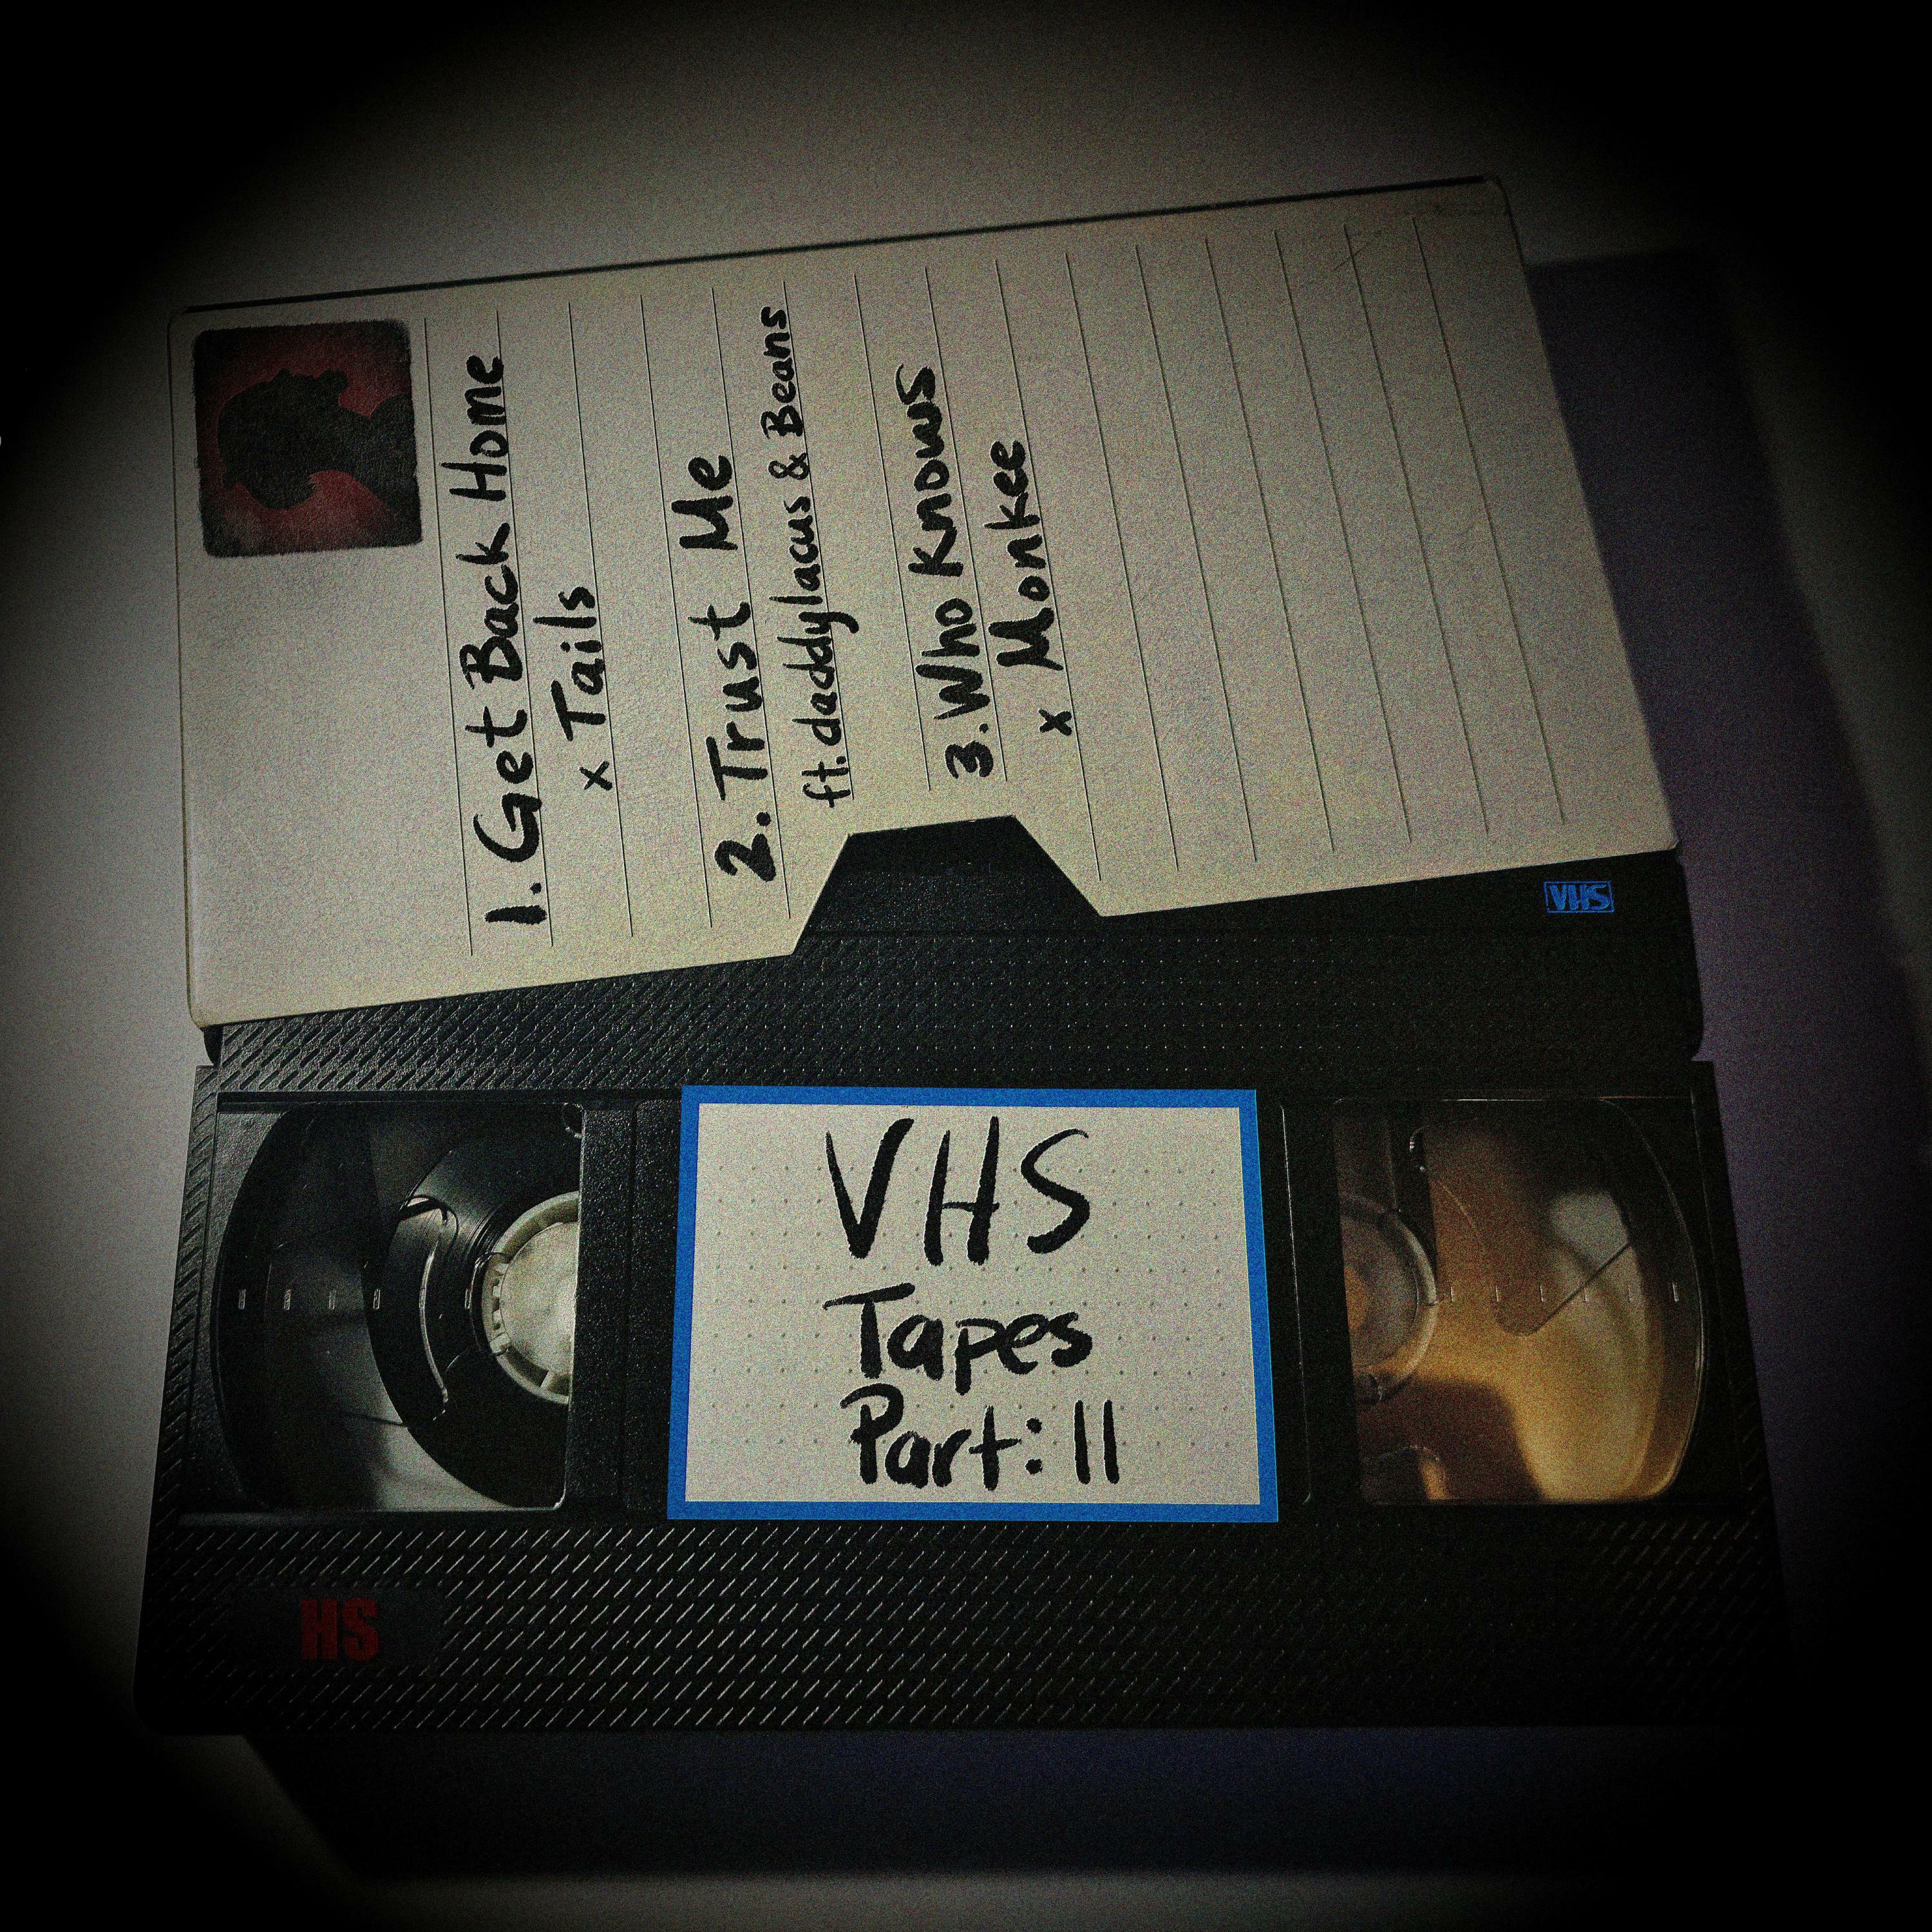 1. Get Back Home
x Tails
2. Trust Me
ft. daddylacus & Beans
3. Who Knows
x Monkee
VHS
VHS
Tapes
Part: II
HS